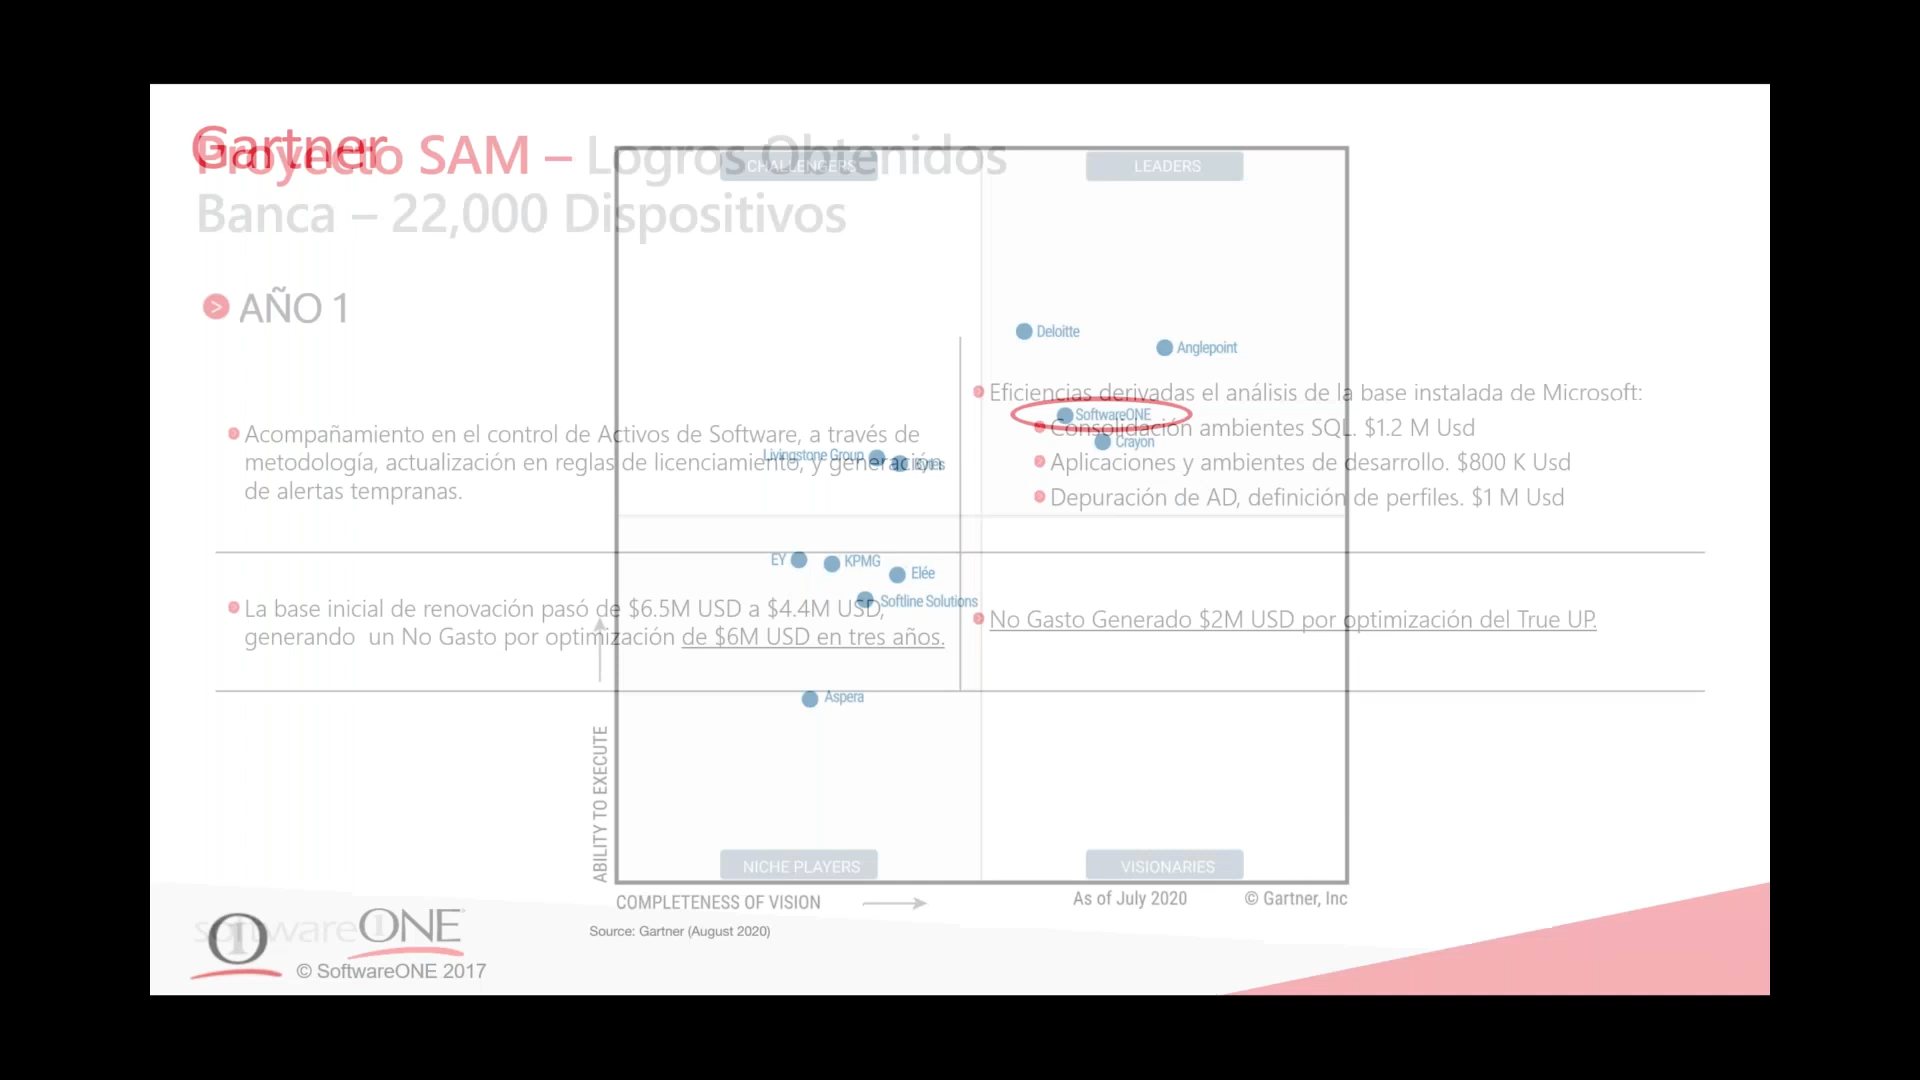 Gartner
Proyecto SAM – Logros Obtenidos
Banca – 22,000 Dispositivos
AÑO 1
Acompañamiento en el control de Activos de Software, a través de
metodología, actualización en reglas de licenciamiento, y generación
de alertas tempranas.
La base inicial de renovación pasó de $6.5M USD a $4.4M USD,
generando  un No Gasto por optimización de $6M USD en tres años.
Eficiencias derivadas el análisis de la base instalada de Microsoft:
Consolidación ambientes SQL. $1.2 M Usd
Aplicaciones y ambientes de desarrollo. $800 K Usd
Depuración de AD, definición de perfiles. $1 M Usd
No Gasto Generado $2M USD por optimización del True UP.
CHALLENGERS
LEADERS
Deloitte
Anglepoint
SoftwareONE
Crayon
Livingstone Group
EY
KPMG
Elée
Softline Solutions
Aspera
NICHE PLAYERS
VISIONARIES
ABILITY TO EXECUTE
COMPLETENESS OF VISION
As of July 2020
© Gartner, Inc
Source: Gartner (August 2020)
softwareONE
© SoftwareONE 2017